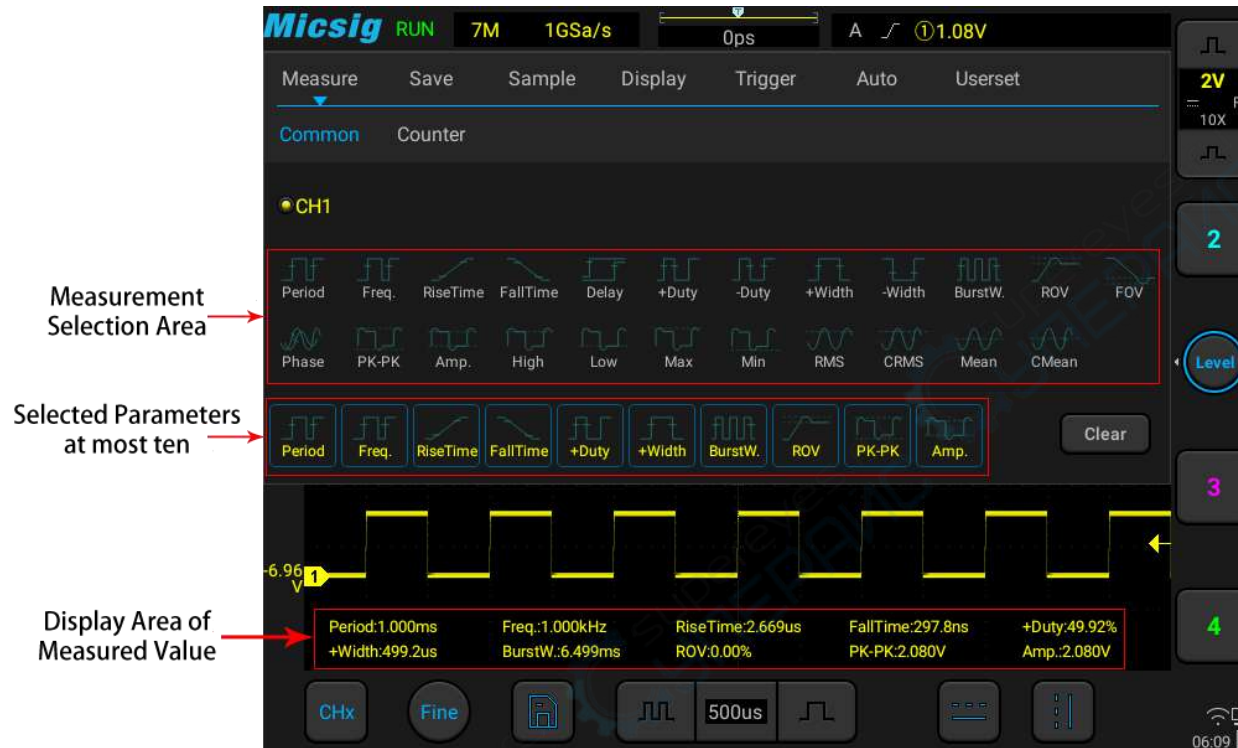 Micsig RUN 7M 1GSa/s 0ps A ①1.08V
Measure Save Sample Display Trigger Auto Userset
2V
10X
Common Counter
CH1
2
Measurement
Selection Area
Period Freq. RiseTime FallTime Delay +Duty -Duty +Width -Width BurstW. ROV FOV
Phase PK-PK Amp. High Low Max Min RMS CRMS Mean CMean
Level
Selected Parameters
at most ten
Period Freq. RiseTime FallTime +Duty +Width BurstW. ROV PK-PK Amp.
Clear
3
-6.96
V
1
Display Area of
Measured Value
Period:1.000ms Freq.:1.000kHz RiseTime:2.669us FallTime:297.8ns +Duty:49.92%
+Width:499.2us BurstW.:6.499ms ROV:0.00% PK-PK:2.080V Amp.:2.080V
4
CHx Fine 500us
06:09